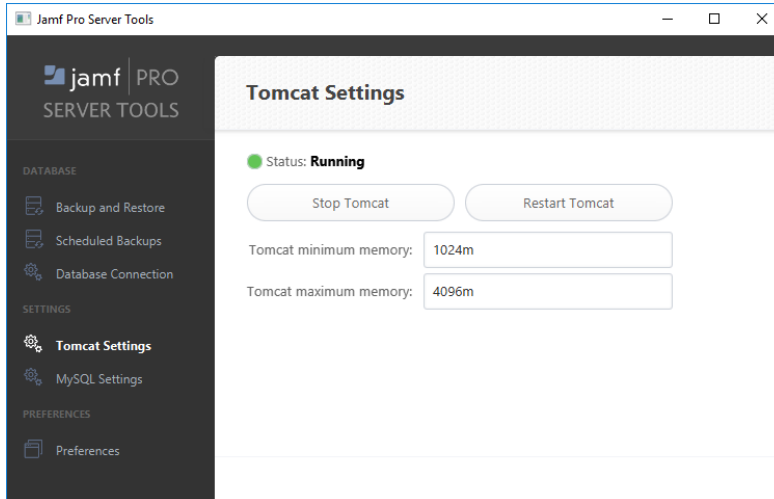 Jamf Pro Server Tools
jamf PRO
SERVER TOOLS
DATABASE
Backup and Restore
Scheduled Backups
Database Connection
SETTINGS
Tomcat Settings
MySQL Settings
PREFERENCES
Preferences
Tomcat Settings
Status: Running
Stop Tomcat
Restart Tomcat
Tomcat minimum memory: 1024m
Tomcat maximum memory: 4096m